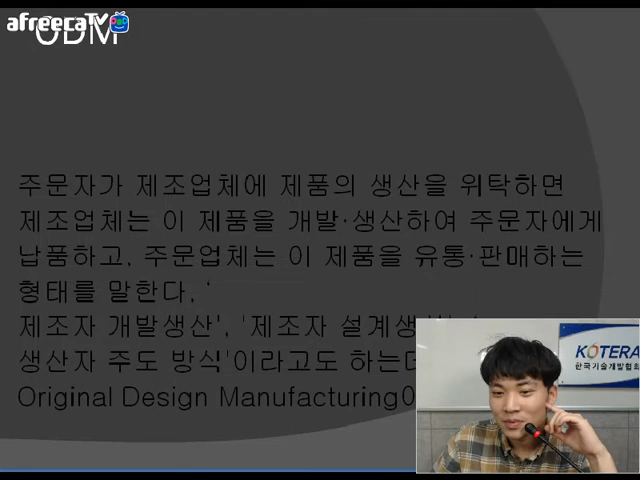 afreecaTV
ODM
주문자가 제조업체에 제품의 생산을 위탁하면
제조업체는 이 제품을 개발·생산하여 주문자에게
납품하고, 주문업체는 이 제품을 유통·판매하는
형태를 말한다, '
제조자 개발생산', '제조자 설계생
생산자 주도 방식'이라고도 하는데
Original Design Manufacturing
KOTERA
한국기술개발협회